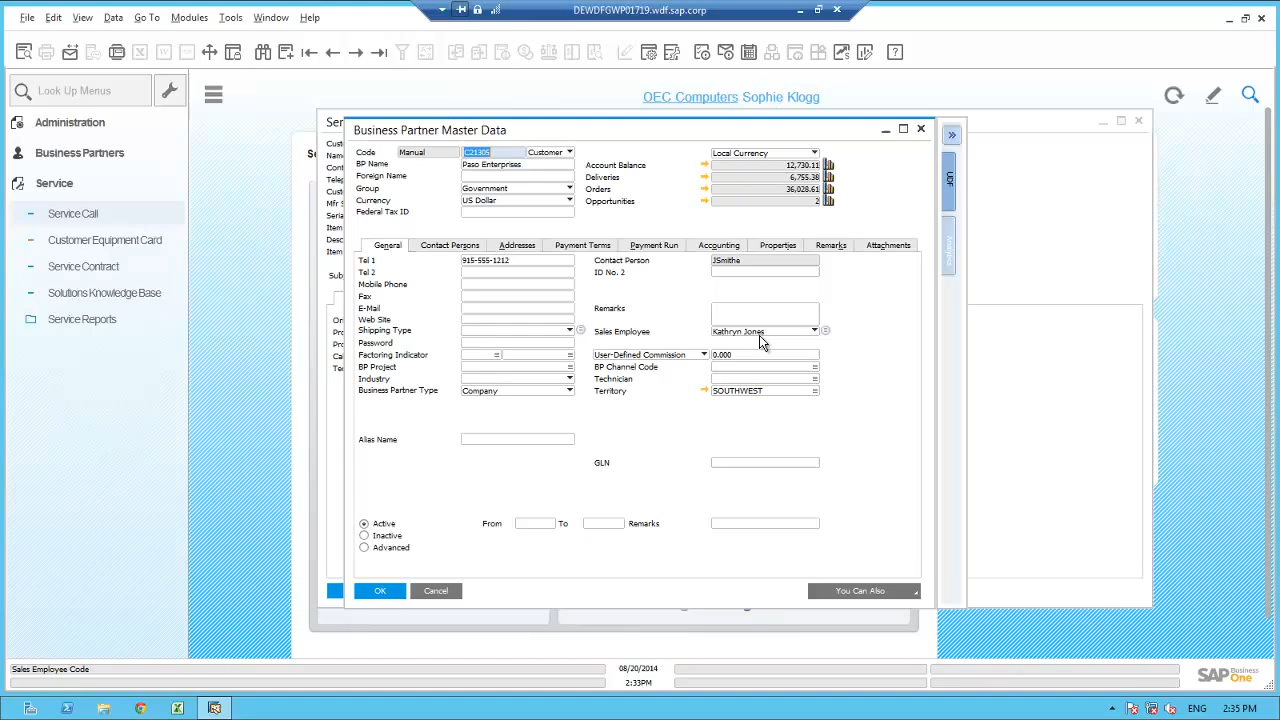 DEWDFGWP01719.wdf.sap.corp
File Edit View Data Go To Modules Tools Window Help
Look Up Menus
OEC Computers Sophie Klogg
Administration
Business Partners
Service
Service Call
Customer Equipment Card
Service Contract
Solutions Knowledge Base
Service Reports
Business Partner Master Data
Code Manual C21305 Customer Local Currency
BP Name Paso Enterprises Account Balance 12,730.11
Foreign Name Deliveries 6,755.38
Group Government Orders 36,028.61
Currency US Dollar Opportunities 2
Federal Tax ID
UDF
Analytics
General Contact Persons Addresses Payment Terms Payment Run Accounting Properties Remarks Attachments
Tel 1 915-555-1212 Contact Person JSmithe
Tel 2 ID No. 2
Mobile Phone
Fax
E-Mail Remarks
Web Site
Shipping Type Sales Employee Kathryn Jones
Password
Factoring Indicator User-Defined Commission 0.000
BP Project BP Channel Code
Industry Technician
Business Partner Type Company Territory SOUTHWEST
Alias Name
GLN
Active From To Remarks
Inactive
Advanced
OK Cancel You Can Also
Sales Employee Code 08/20/2014
2:33PM
SAP Business One
ENG 2:35 PM